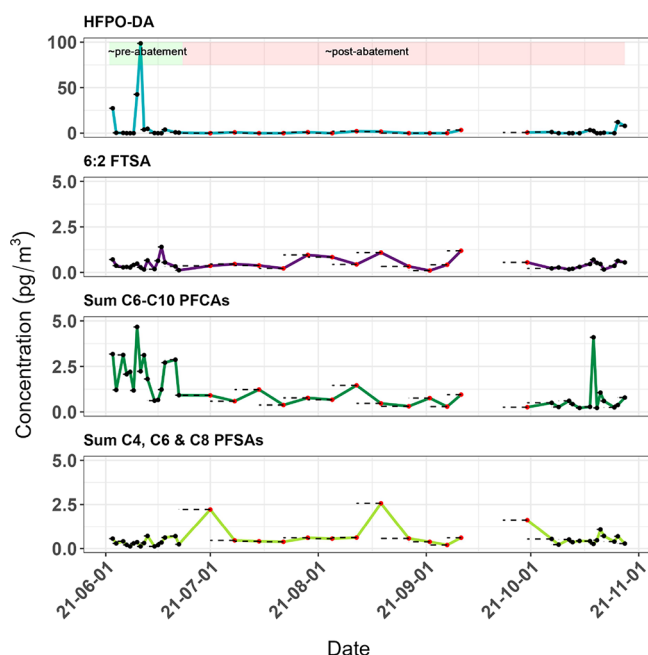 HFPO-DA
~pre-abatement ~post-abatement
100
50
0
6:2 FTSA
5.0
2.5
0.0
Sum C6-C10 PFCAs
5.0
2.5
0.0
Sum C4, C6 & C8 PFSAs
5.0
2.5
0.0
Concentration (pg/m³)
21-06-01
21-07-01
21-08-01
21-09-01
21-10-01
21-11-01
Date